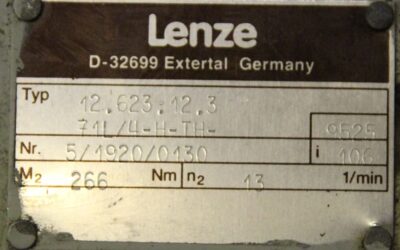 Lenze
D-32699 Extertal Germany
Typ 12.623.12.3
71L/4-H-TH- 9525
Nr. 5/1920/0130 i 106
M2 266 Nm n2 13 1/min